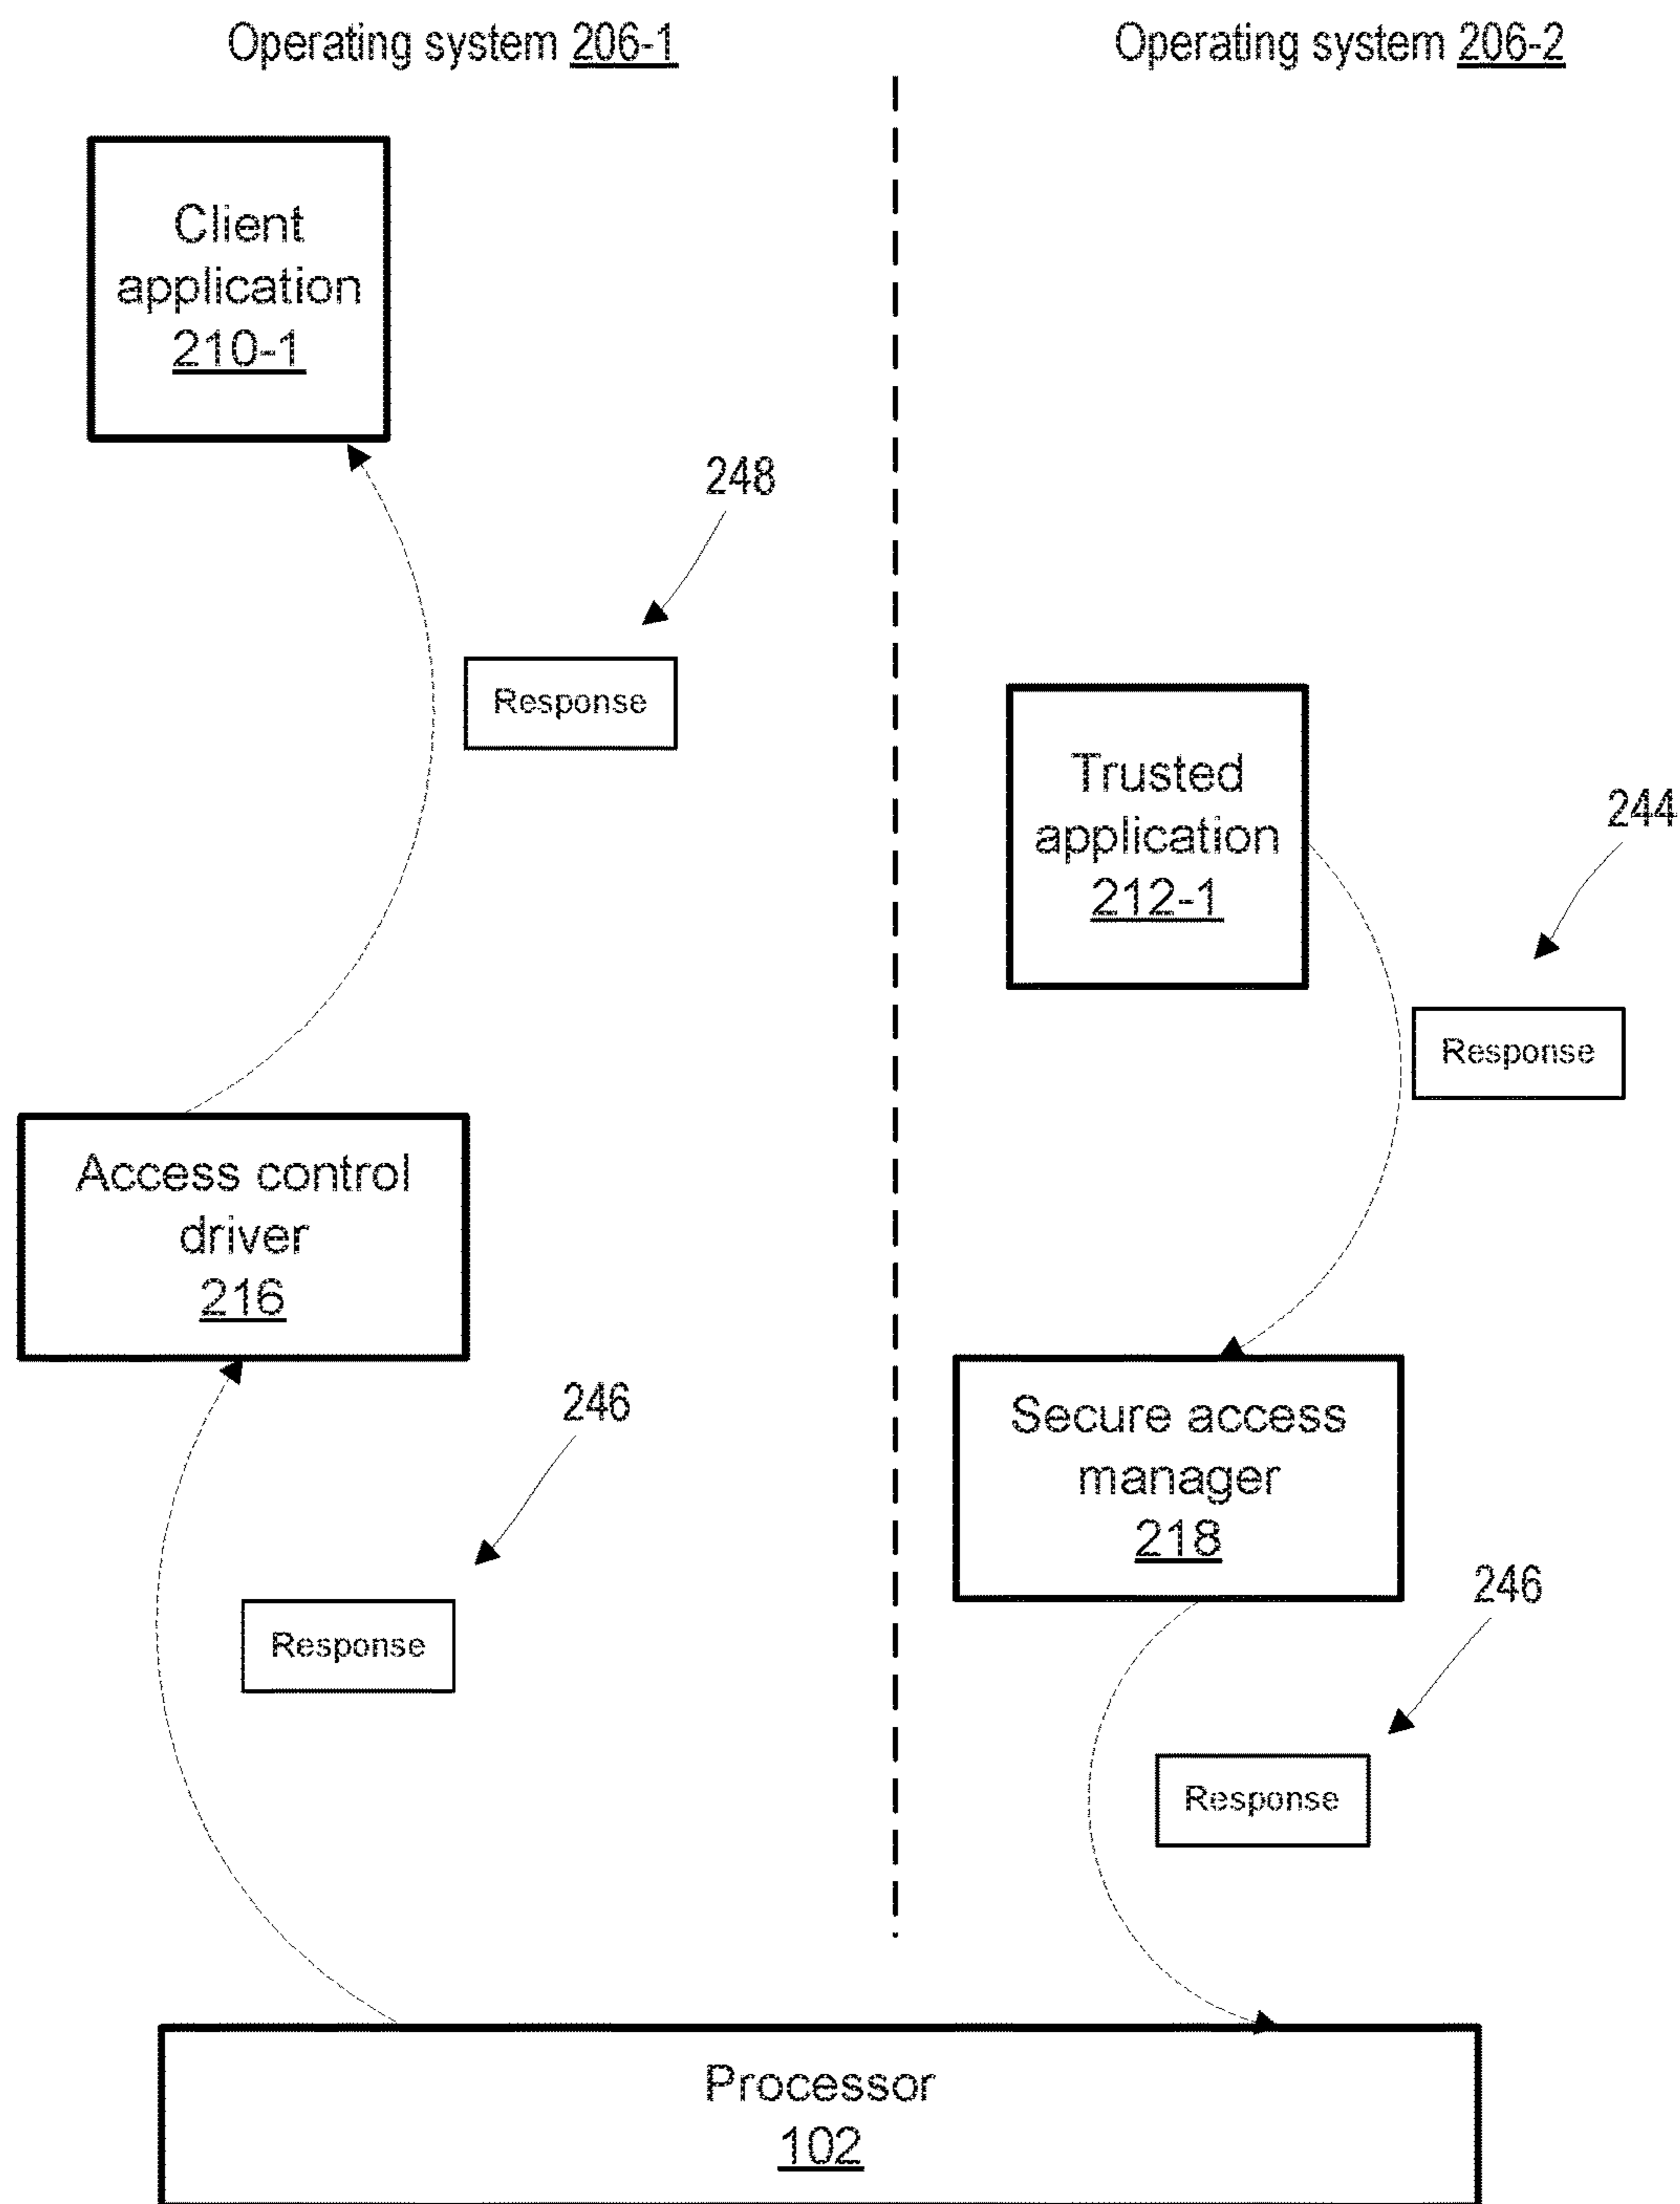 Operating system 206-1
Operating system 206-2
Client
application
210-1
248
Response
Trusted
application
212-1
244
Response
Access control
driver
216
Secure access
manager
218
246
Response
246
Response
Processor
102